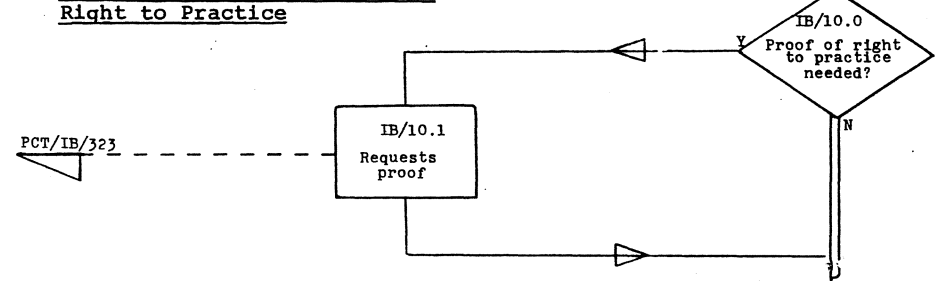 Right to Practice
IB/10.0
Y
Proof of right
to practice
needed?
N
IB/10.1
Requests
proof
PCT/IB/323